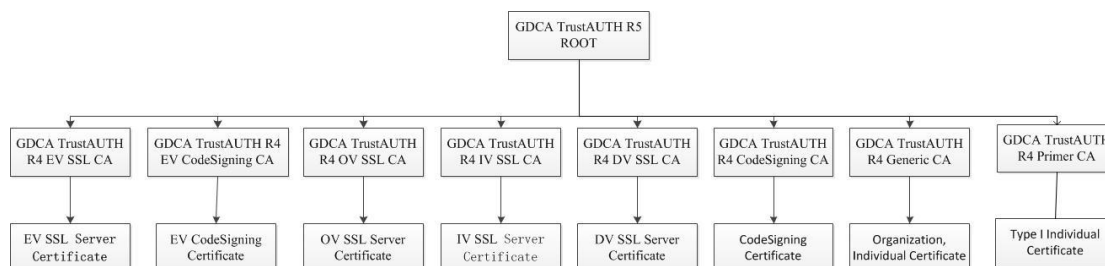 GDCA TrustAUTH R5
ROOT
GDCA TrustAUTH
R4 EV SSL CA
GDCA TrustAUTH R4
EV CodeSigning CA
GDCA TrustAUTH
R4 OV SSL CA
GDCA TrustAUTH
R4 IV SSL CA
GDCA TrustAUTH
R4 DV SSL CA
GDCA TrustAUTH
R4 CodeSigning CA
GDCA TrustAUTH
R4 Generic CA
GDCA TrustAUTH
R4 Primer CA
EV SSL Server
Certificate
EV CodeSigning
Certificate
OV SSL Server
Certificate
IV SSL Server
Certificate
DV SSL Server
Certificate
CodeSigning
Certificate
Organization,
Individual Certificate
Type I Individual
Certificate